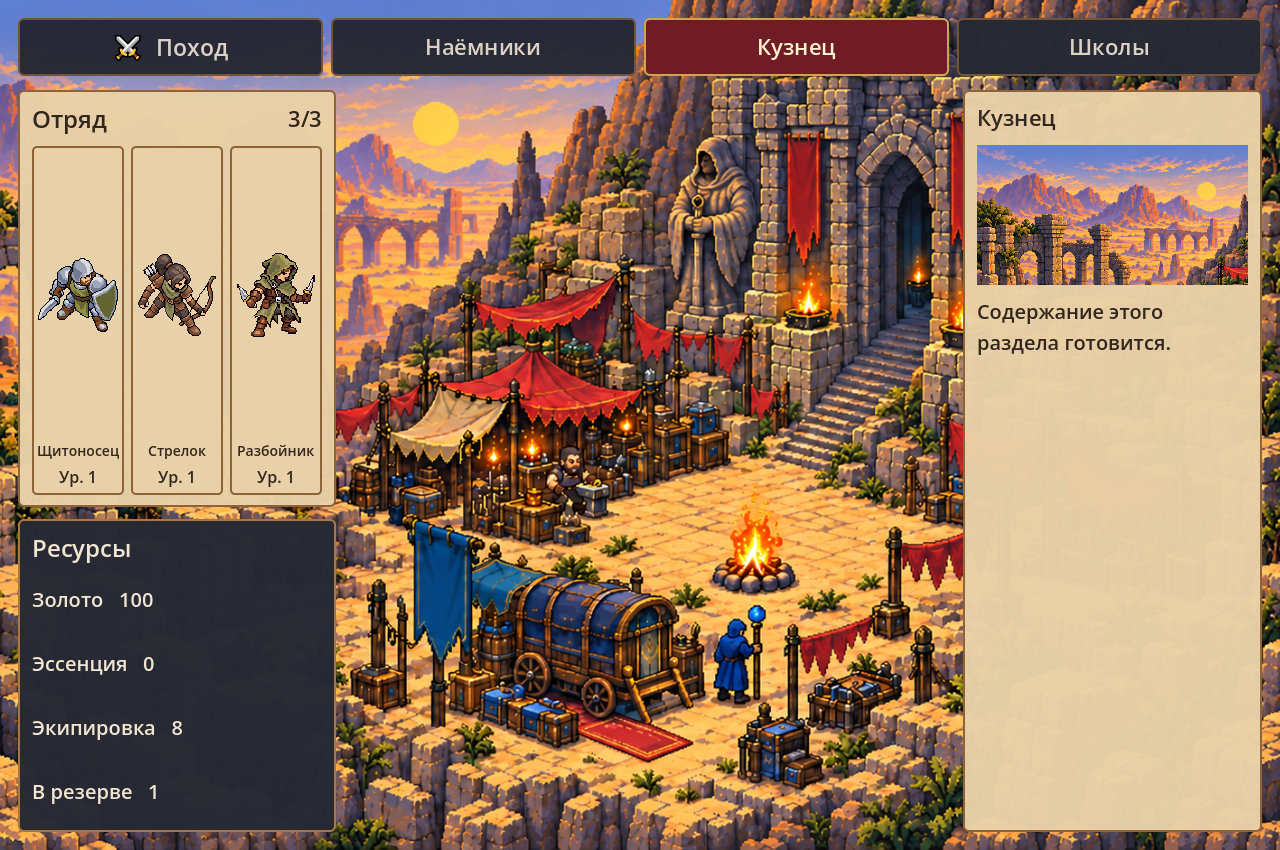 Поход
Наёмники
Кузнец
Школы
Отряд 3/3
Щитоносец
Ур. 1
Стрелок
Ур. 1
Разбойник
Ур. 1
Ресурсы
Золото 100
Эссенция 0
Экипировка 8
В резерве 1
Кузнец
Содержание этого
раздела готовится.